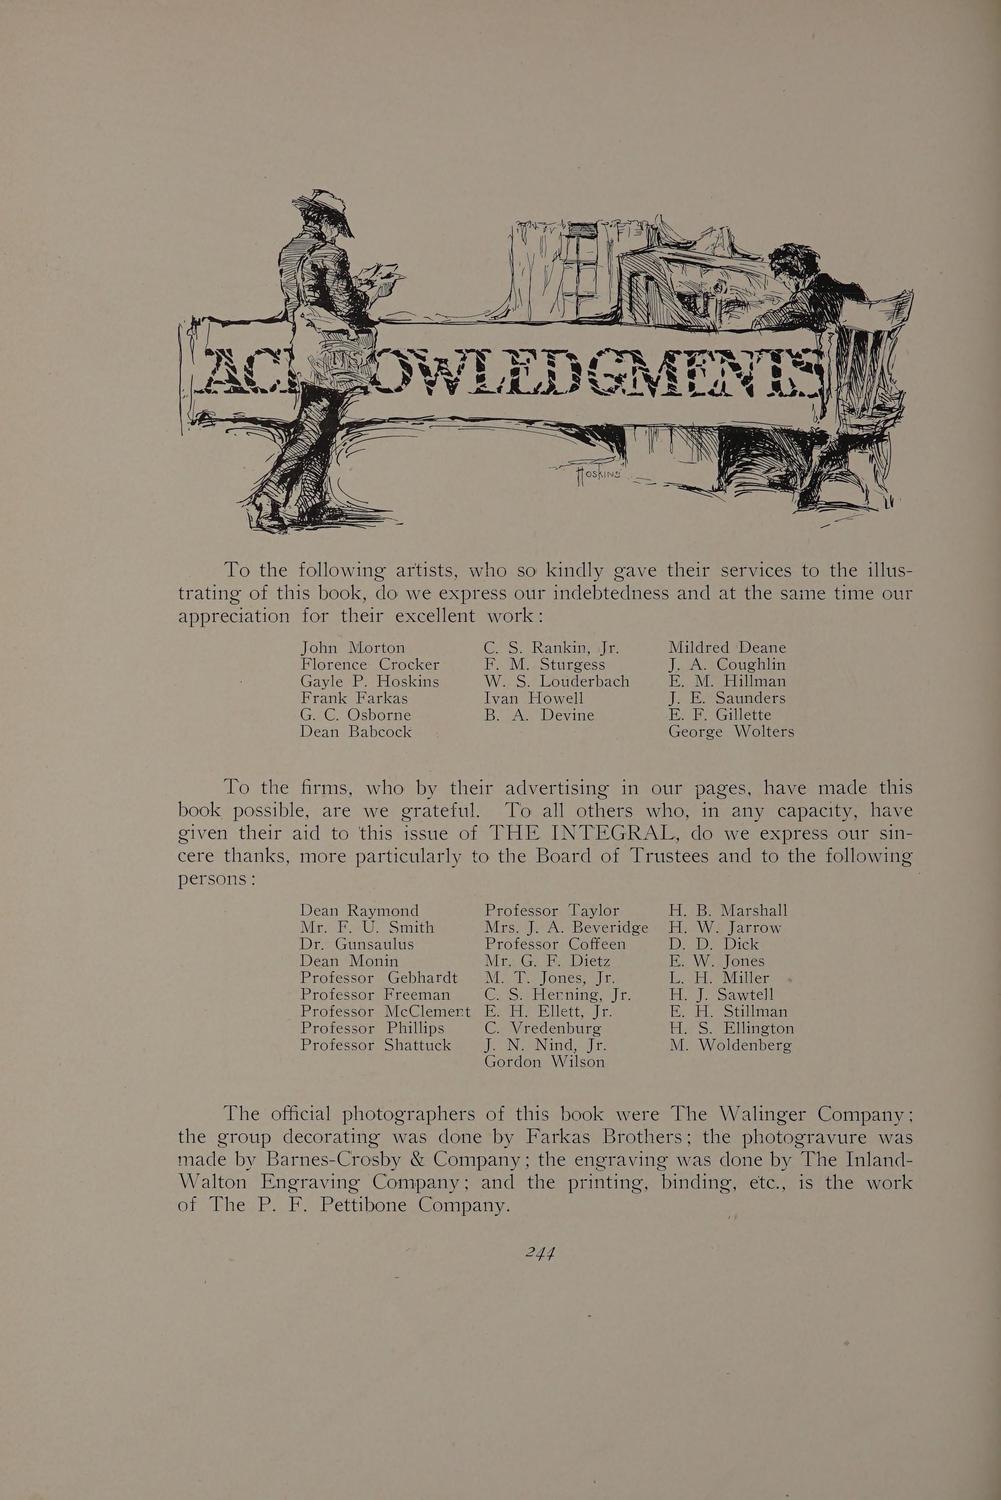 ACKNOWLEDGMENTS
HOSKINS
To the following artists, who so kindly gave their services to the illus-
trating of this book, do we express our indebtedness and at the same time our
appreciation for their excellent work:
John Morton C. S. Rankin, Jr. Mildred Deane
Florence Crocker F. M. Sturgess J. A. Coughlin
Gayle P. Hoskins W. S. Louderbach E. M. Hillman
Frank Farkas Ivan Howell J. E. Saunders
G. C. Osborne B. A. Devine E. F. Gillette
Dean Babcock George Wolters
To the firms, who by their advertising in our pages, have made this
book possible, are we grateful. To all others who, in any capacity, have
given their aid to this issue of THE INTEGRAL, do we express our sin-
cere thanks, more particularly to the Board of Trustees and to the following
persons:
Dean Raymond Professor Taylor H. B. Marshall
Mr. F. U. Smith Mrs. J. A. Beveridge H. W. Jarrow
Dr. Gunsaulus Professor Coffeen D. D. Dick
Dean Monin Mr. G. F. Dietz E. W. Jones
Professor Gebhardt M. T. Jones, Jr. L. H. Miller
Professor Freeman C. S. Herning, Jr. H. J. Sawtell
Professor McClement E. H. Ellett, Jr. E. H. Stillman
Professor Phillips C. Vredenburg H. S. Ellington
Professor Shattuck J. N. Nind, Jr. M. Woldenberg
Gordon Wilson
The official photographers of this book were The Walinger Company;
the group decorating was done by Farkas Brothers; the photogravure was
made by Barnes-Crosby & Company; the engraving was done by The Inland-
Walton Engraving Company; and the printing, binding, etc., is the work
of The P. F. Pettibone Company.
244